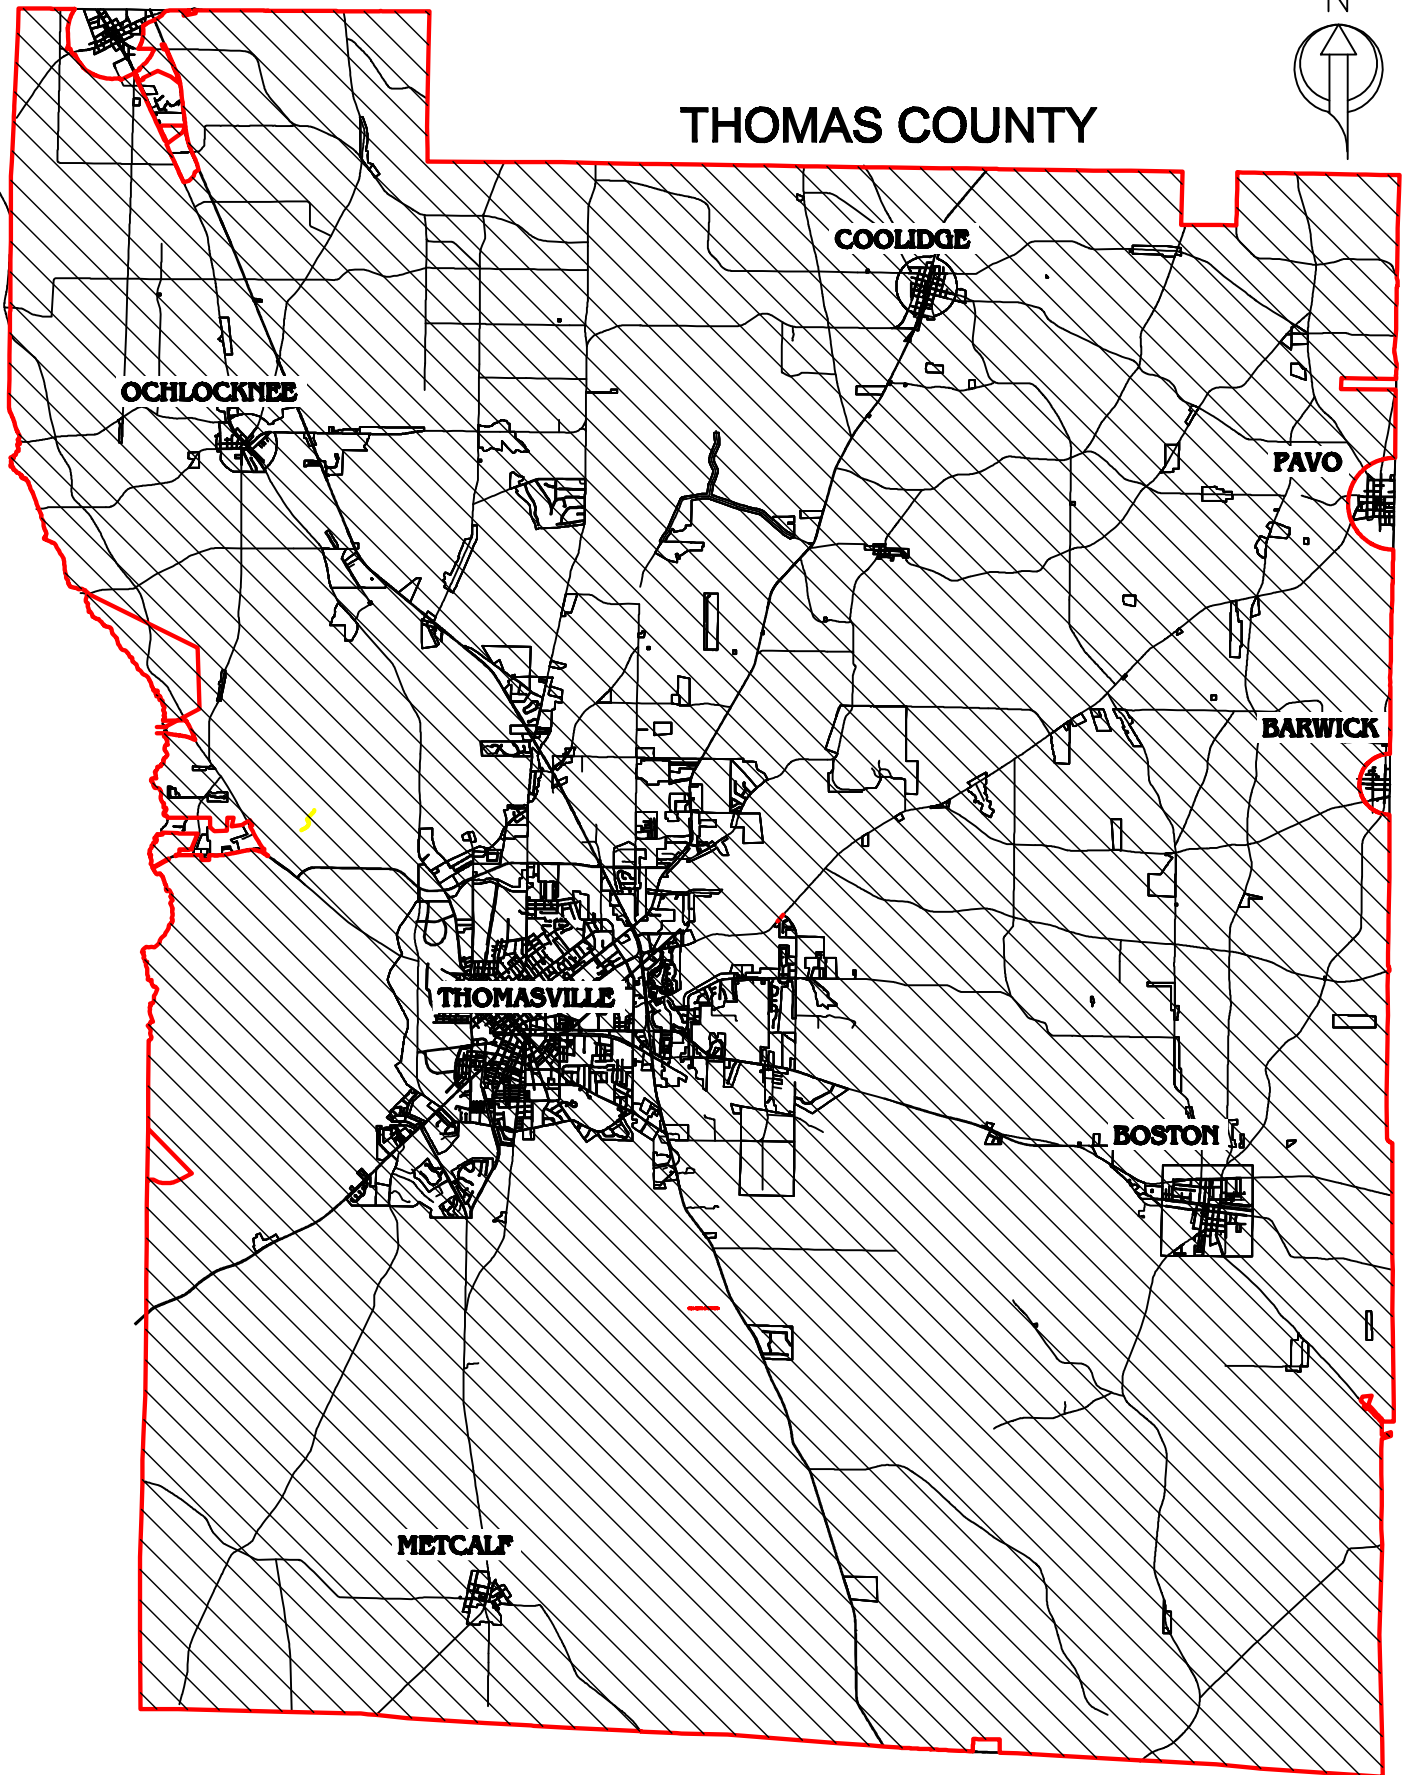 N
THOMAS COUNTY
COOLIDGE
OCHLOCKNEE
PAVO
BARWICK
THOMASVILLE
BOSTON
METCALF